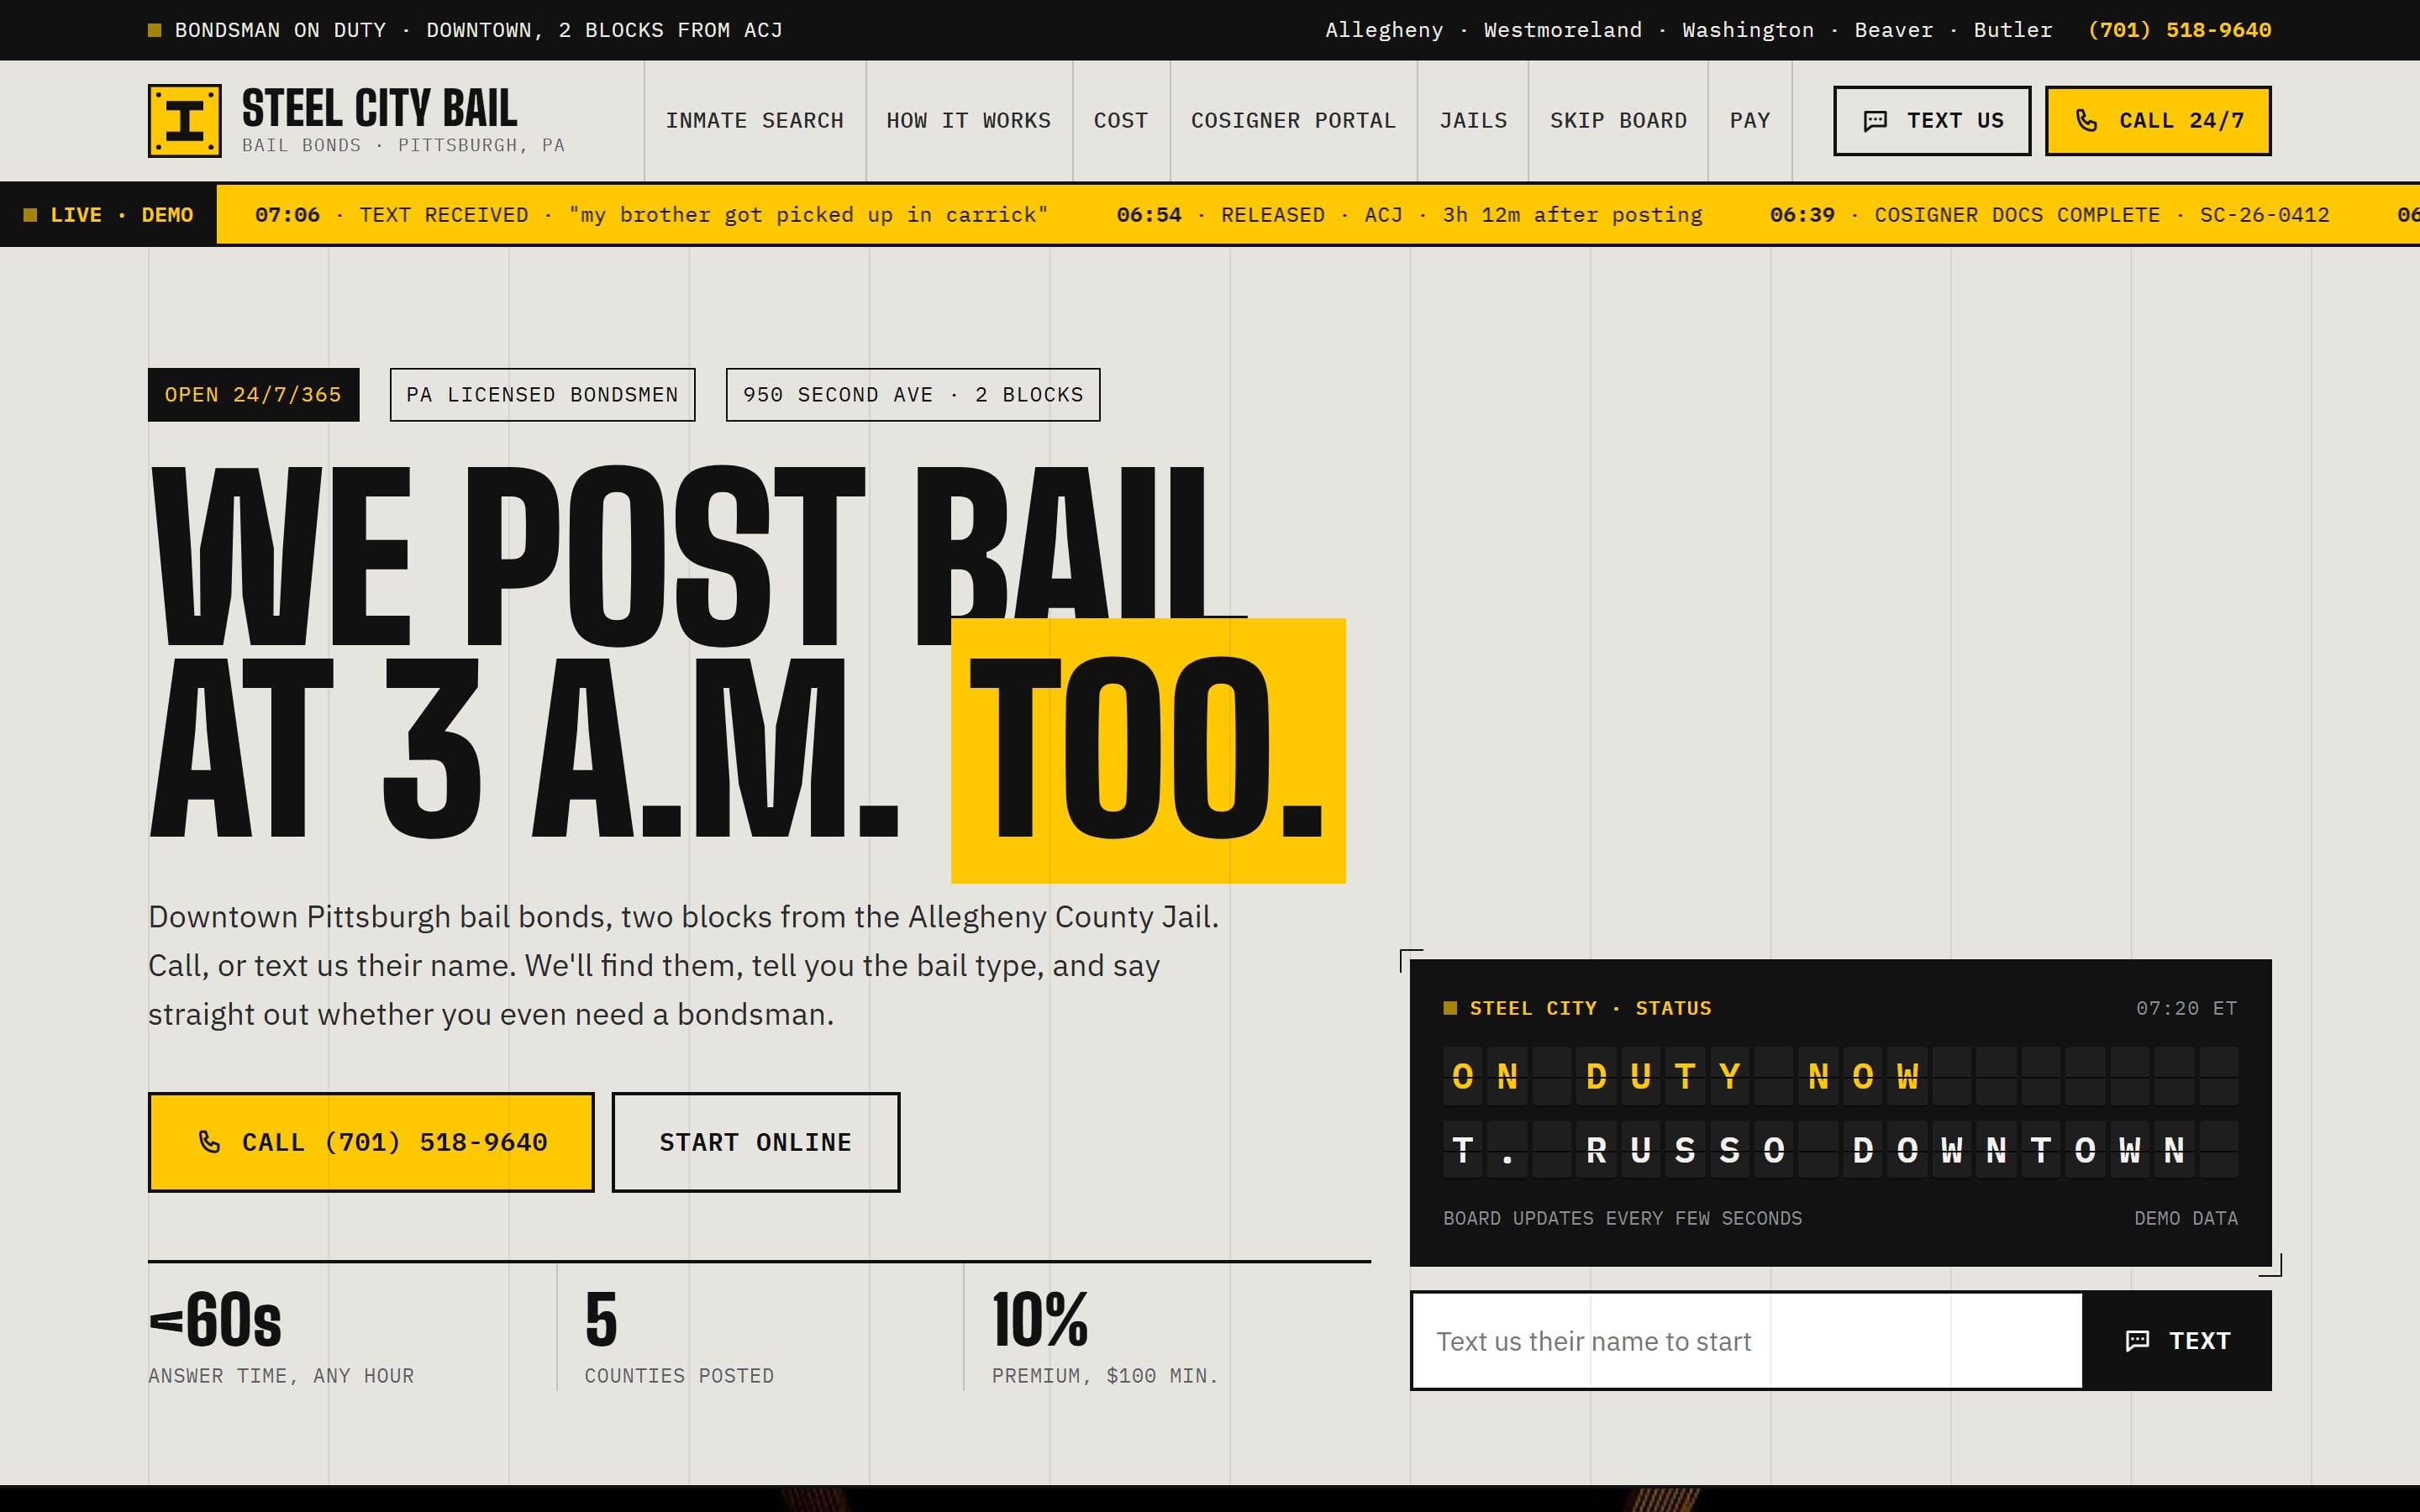 BONDSMAN ON DUTY · DOWNTOWN, 2 BLOCKS FROM ACJ
Allegheny · Westmoreland · Washington · Beaver · Butler (701) 518-9640
STEEL CITY BAIL
BAIL BONDS · PITTSBURGH, PA
INMATE SEARCH
HOW IT WORKS
COST
COSIGNER PORTAL
JAILS
SKIP BOARD
PAY
TEXT US
CALL 24/7
LIVE · DEMO
07:06 · TEXT RECEIVED · "my brother got picked up in carrick"
06:54 · RELEASED · ACJ · 3h 12m after posting
06:39 · COSIGNER DOCS COMPLETE · SC-26-0412
06
OPEN 24/7/365
PA LICENSED BONDSMEN
950 SECOND AVE · 2 BLOCKS
WE POST BAIL
AT 3 A.M. TOO.
Downtown Pittsburgh bail bonds, two blocks from the Allegheny County Jail.
Call, or text us their name. We'll find them, tell you the bail type, and say
straight out whether you even need a bondsman.
CALL (701) 518-9640
START ONLINE
<60s
ANSWER TIME, ANY HOUR
5
COUNTIES POSTED
10%
PREMIUM, $100 MIN.
STEEL CITY · STATUS
07:20 ET
ON DUTY NOW
T. RUSSO DOWNTOWN
BOARD UPDATES EVERY FEW SECONDS
DEMO DATA
Text us their name to start
TEXT